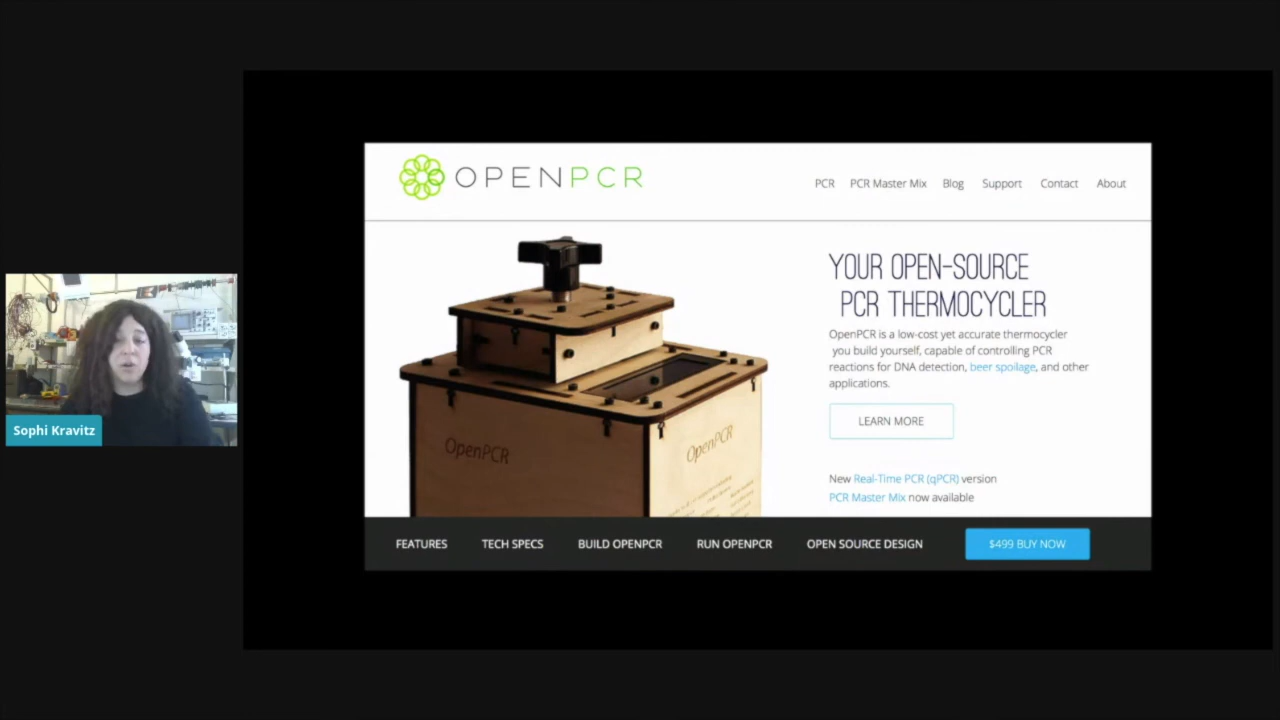 OPENPCR
PCR PCR Master Mix Blog Support Contact About
YOUR OPEN-SOURCE
PCR THERMOCYCLER
OpenPCR is a low-cost yet accurate thermocycler
you build yourself, capable of controlling PCR
reactions for DNA detection, beer spoilage, and other
applications.
LEARN MORE
Sophi Kravitz
OpenPCR
OpenPCR
New Real-Time PCR (qPCR) version
PCR Master Mix now available
FEATURES TECH SPECS BUILD OPENPCR RUN OPENPCR OPEN SOURCE DESIGN $499 BUY NOW